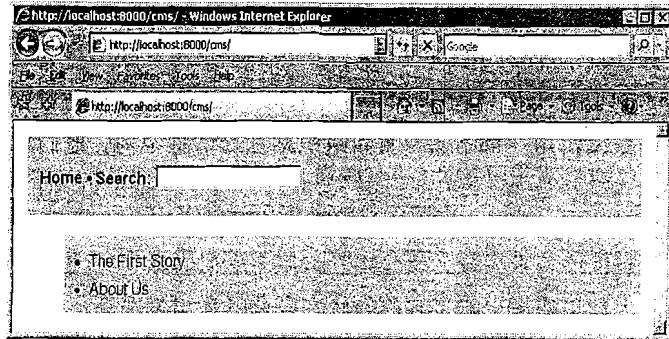 http://localhost:8000/cms/ - Windows Internet Explorer
http://localhost:8000/cms/
Google
File Edit View Favorites Tools Help
http://localhost:8000/cms/
Page Tools
Home • Search:
• The First Story
• About Us